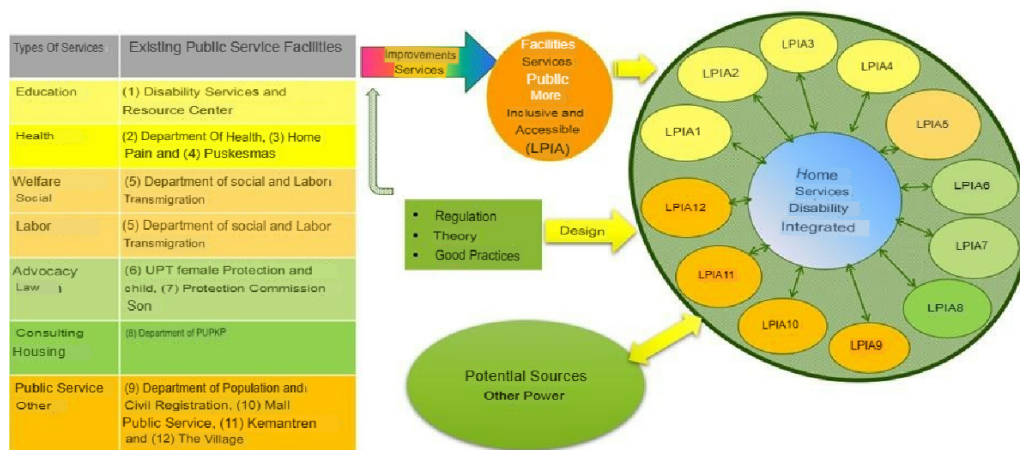 Types Of Services
Existing Public Service Facilities
Education
(1) Disability Services and
Resource Center
Health
(2) Department Of Health, (3) Home
Pain and (4) Puskesmas
Welfare
Social
(5) Department of social and Labor
Transmigration
Labor
(5) Department of social and Labor
Transmigration
Advocacy
Law
(6) UPT female Protection and
child, (7) Protection Commission
Son
Consulting
Housing
(8) Department of PUPKP
Public Service
Other
(9) Department of Population and
Civil Registration, (10) Mall
Public Service, (11) Kemantren
and (12) The Village
Improvements
Services
Facilities
Services
Public
More
Inclusive and
Accessible
(LPIA)
Regulation
Theory
Good Practices
Design
Potential Sources
Other Power
Home
Services
Disability
Integrated
LPIA1
LPIA2
LPIA3
LPIA4
LPIA5
LPIA6
LPIA7
LPIA8
LPIA9
LPIA10
LPIA11
LPIA12